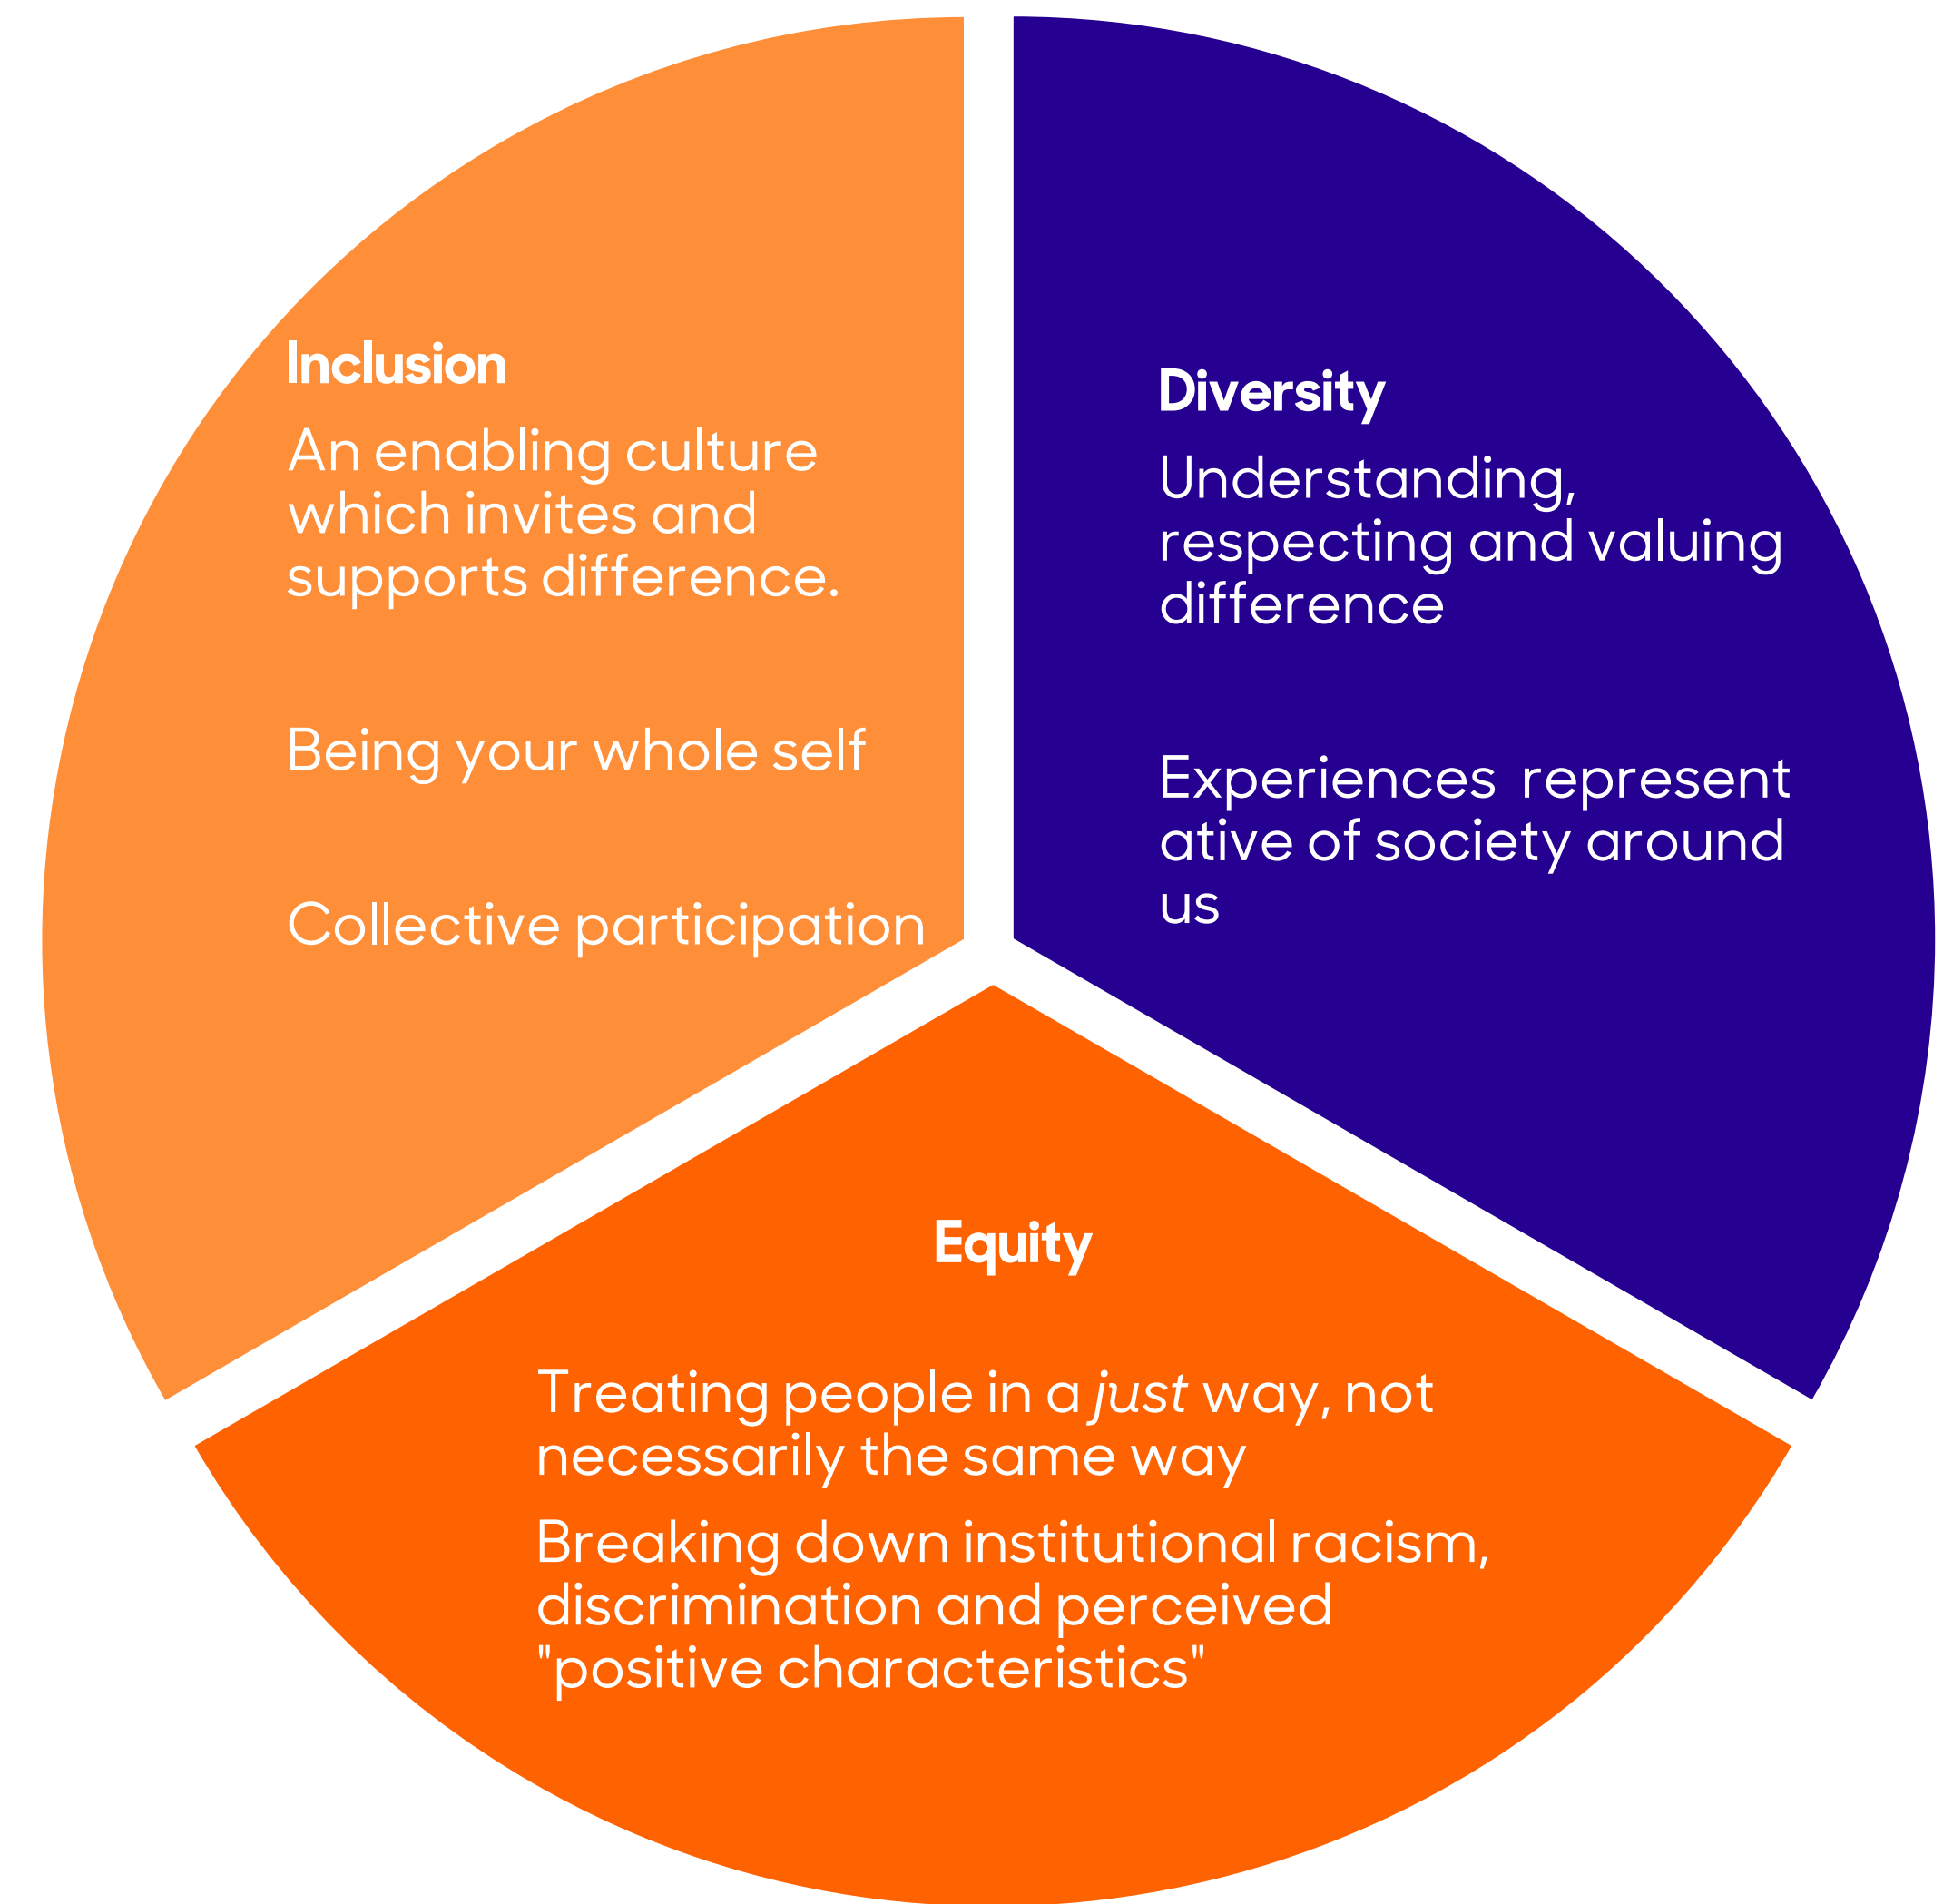 Inclusion
An enabling culture
which invites and
supports difference.
Being your whole self
Collective participation
Diversity
Understanding,
respecting and valuing
difference
Experiences represent
ative of society around
us
Equity
Treating people in a just way, not
necessarily the same way
Breaking down institutional racism,
discrimination and perceived
"positive characteristics"